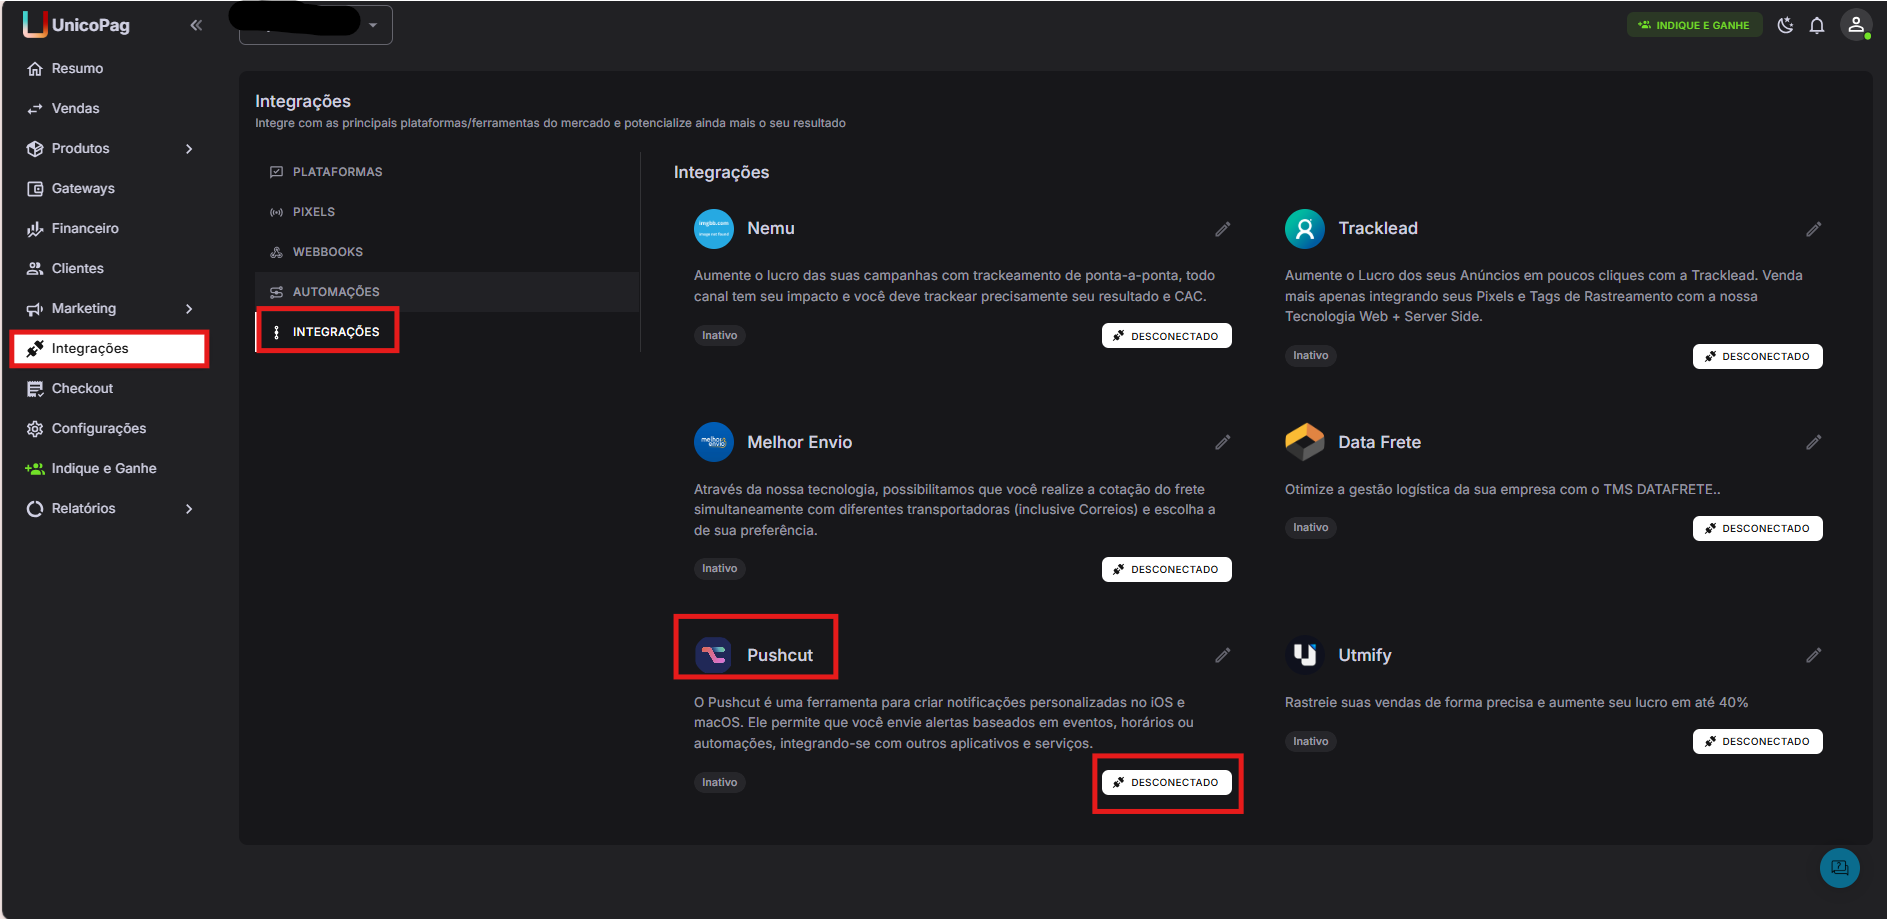 UnicoPag
INDIQUE E GANHE
Resumo
Vendas
Produtos
Gateways
Financeiro
Clientes
Marketing
Integrações
Checkout
Configurações
Indique e Ganhe
Relatórios
Integrações
Integre com as principais plataformas/ferramentas do mercado e potencialize ainda mais o seu resultado
PLATAFORMAS
PIXELS
WEBBOOKS
AUTOMAÇÕES
INTEGRAÇÕES
Integrações
imgbb.com
image not found
Nemu
Aumente o lucro das suas campanhas com trackeamento de ponta-a-ponta, todo
canal tem seu impacto e você deve trackear precisamente seu resultado e CAC.
Inativo
DESCONECTADO
Tracklead
Aumente o Lucro dos seus Anúncios em poucos cliques com a Tracklead. Venda
mais apenas integrando seus Pixels e Tags de Rastreamento com a nossa
Tecnologia Web + Server Side.
Inativo
DESCONECTADO
melhor
envio
Melhor Envio
Através da nossa tecnologia, possibilitamos que você realize a cotação do frete
simultaneamente com diferentes transportadoras (inclusive Correios) e escolha a
de sua preferência.
Inativo
DESCONECTADO
Data Frete
Otimize a gestão logística da sua empresa com o TMS DATAFRETE..
Inativo
DESCONECTADO
Pushcut
O Pushcut é uma ferramenta para criar notificações personalizadas no iOS e
macOS. Ele permite que você envie alertas baseados em eventos, horários ou
automações, integrando-se com outros aplicativos e serviços.
Inativo
DESCONECTADO
Utmify
Rastreie suas vendas de forma precisa e aumente seu lucro em até 40%
Inativo
DESCONECTADO